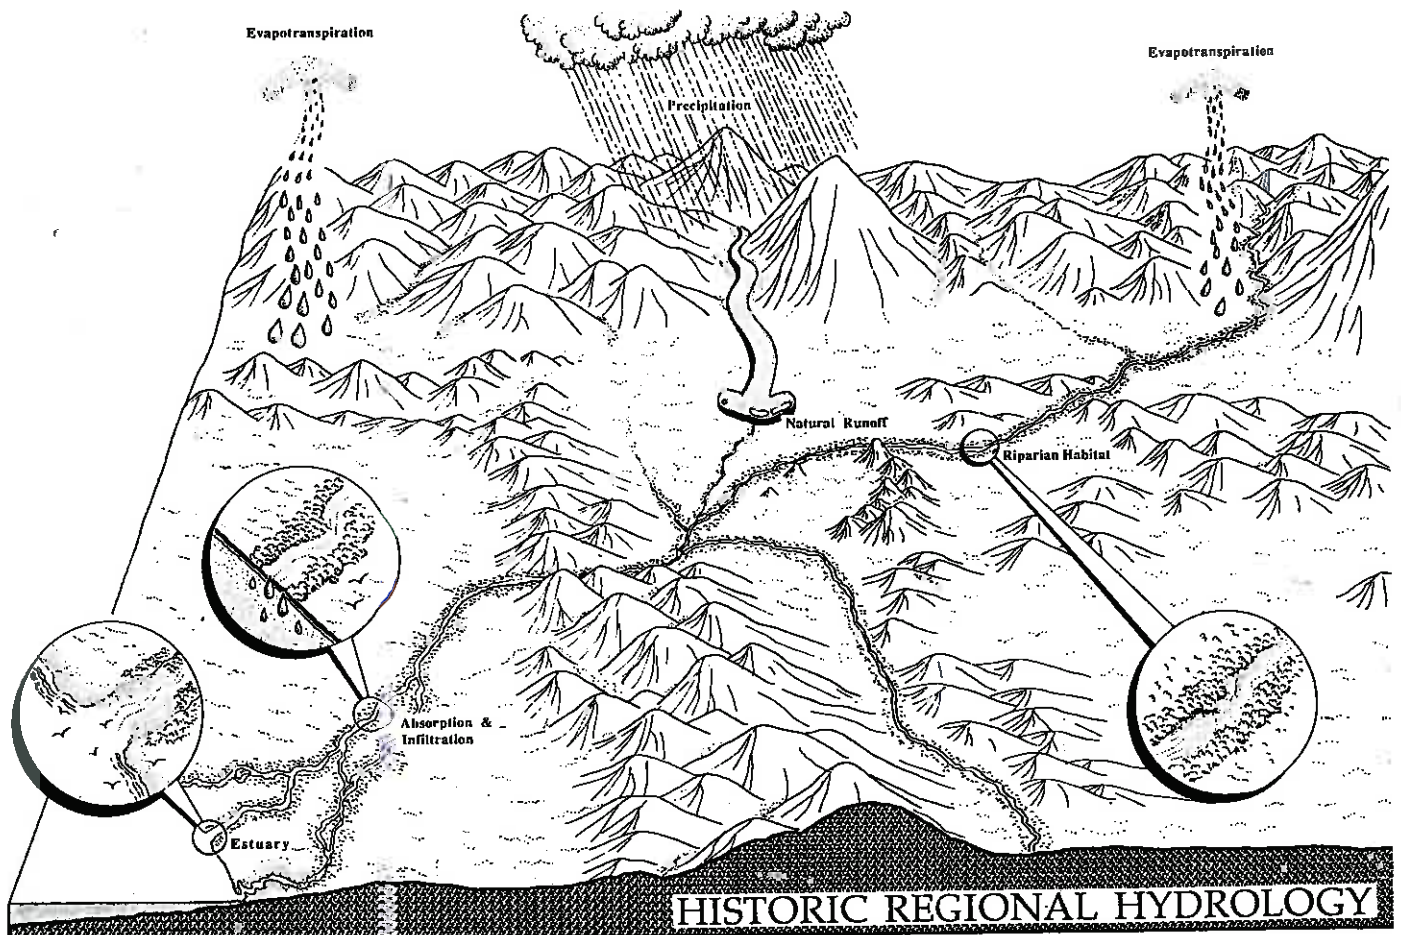 Evapotranspiration
Evapotranspiration
Precipitation
Natural Runoff
Riparian Habitat
Absorption &
Infiltration
Estuary
HISTORIC REGIONAL HYDROLOGY